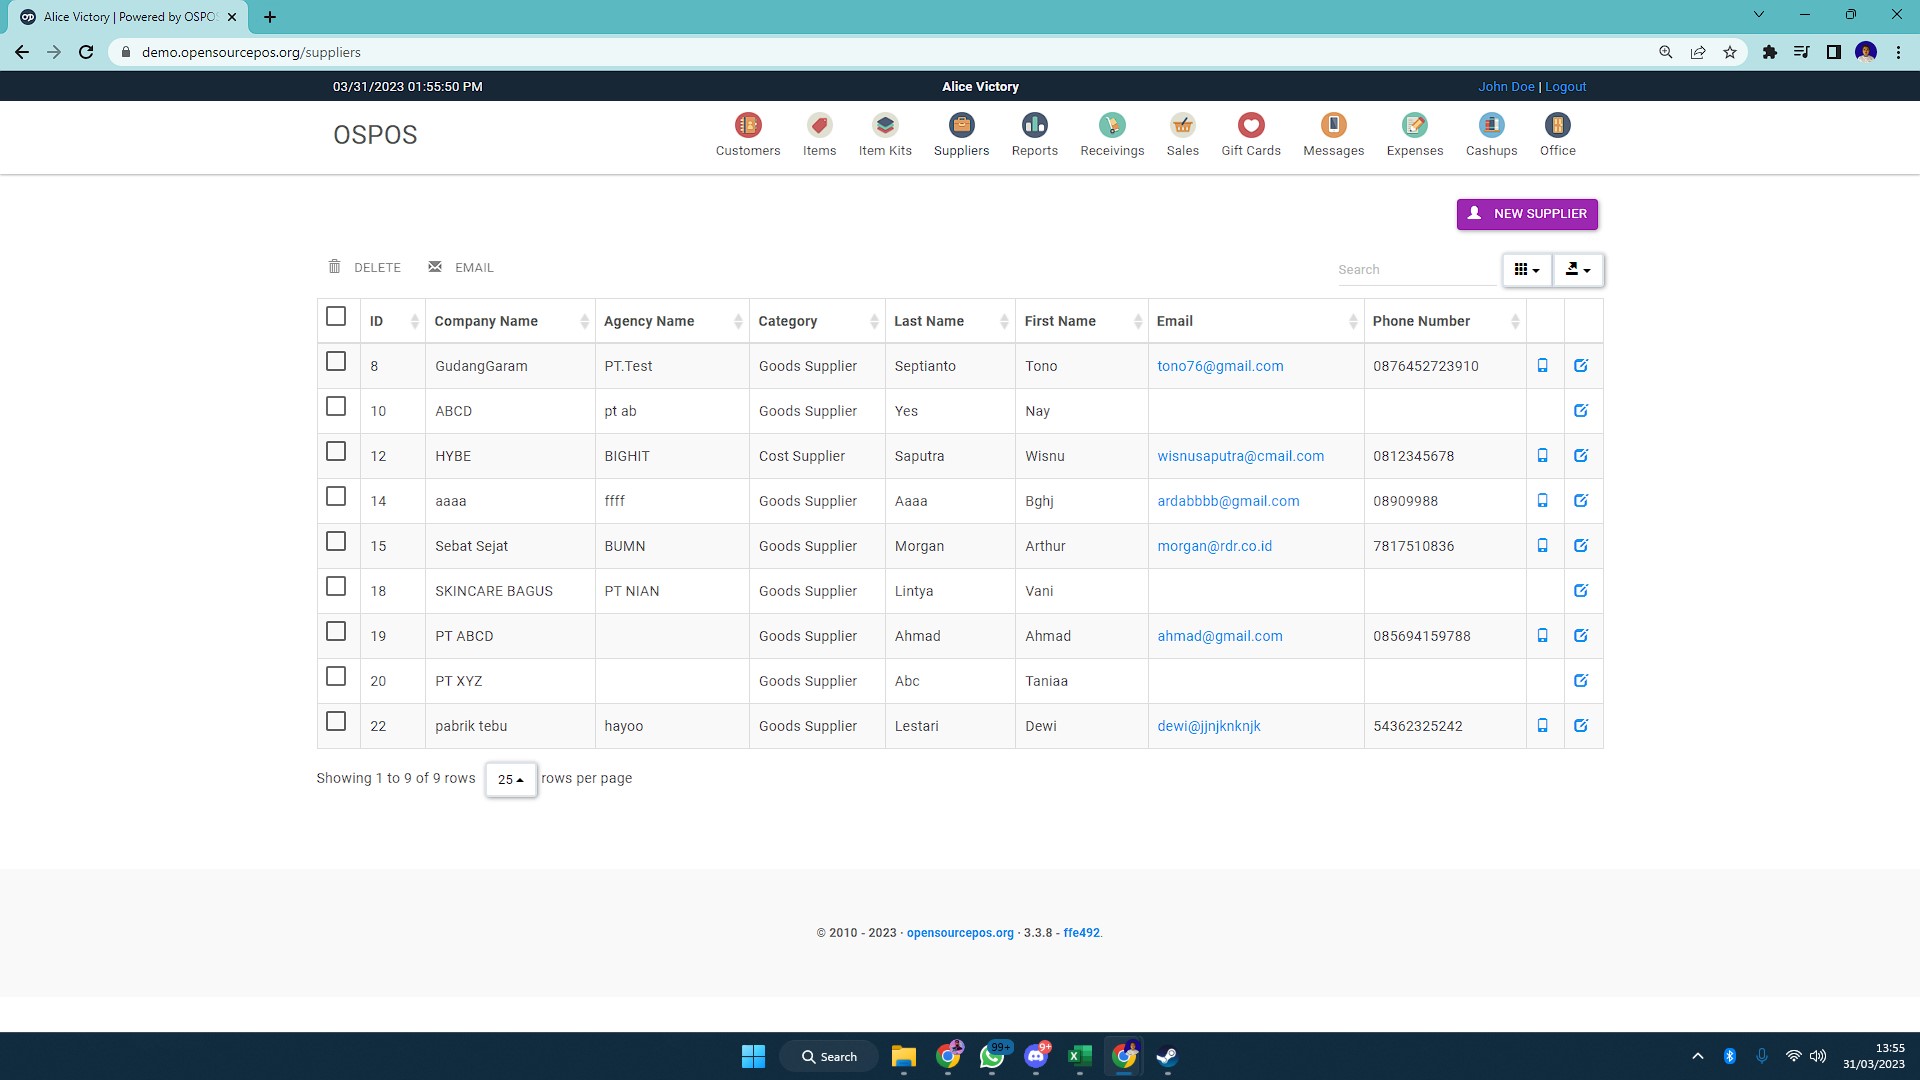 Alice Victory | Powered by OSPO
demo.opensourcepos.org/suppliers
03/31/2023 01:55:50 PM Alice Victory John Doe | Logout
OSPOS Customers Items Item Kits Suppliers Reports Receivings Sales Gift Cards Messages Expenses Cashups Office
NEW SUPPLIER
DELETE EMAIL Search
ID Company Name Agency Name Category Last Name First Name Email Phone Number
8 GudangGaram PT.Test Goods Supplier Septianto Tono tono76@gmail.com 0876452723910
10 ABCD pt ab Goods Supplier Yes Nay
12 HYBE BIGHIT Cost Supplier Saputra Wisnu wisnusaputra@cmail.com 0812345678
14 aaaa ffff Goods Supplier Aaaa Bghj ardabbbb@gmail.com 08909988
15 Sebat Sejat BUMN Goods Supplier Morgan Arthur morgan@rdr.co.id 7817510836
18 SKINCARE BAGUS PT NIAN Goods Supplier Lintya Vani
19 PT ABCD Goods Supplier Ahmad Ahmad ahmad@gmail.com 085694159788
20 PT XYZ Goods Supplier Abc Taniaa
22 pabrik tebu hayoo Goods Supplier Lestari Dewi dewi@jjnjknknjk 54362325242
Showing 1 to 9 of 9 rows 25 rows per page
© 2010 - 2023 · opensourcepos.org · 3.3.8 - ffe492.
Search 99+ 9+ 13:55
31/03/2023